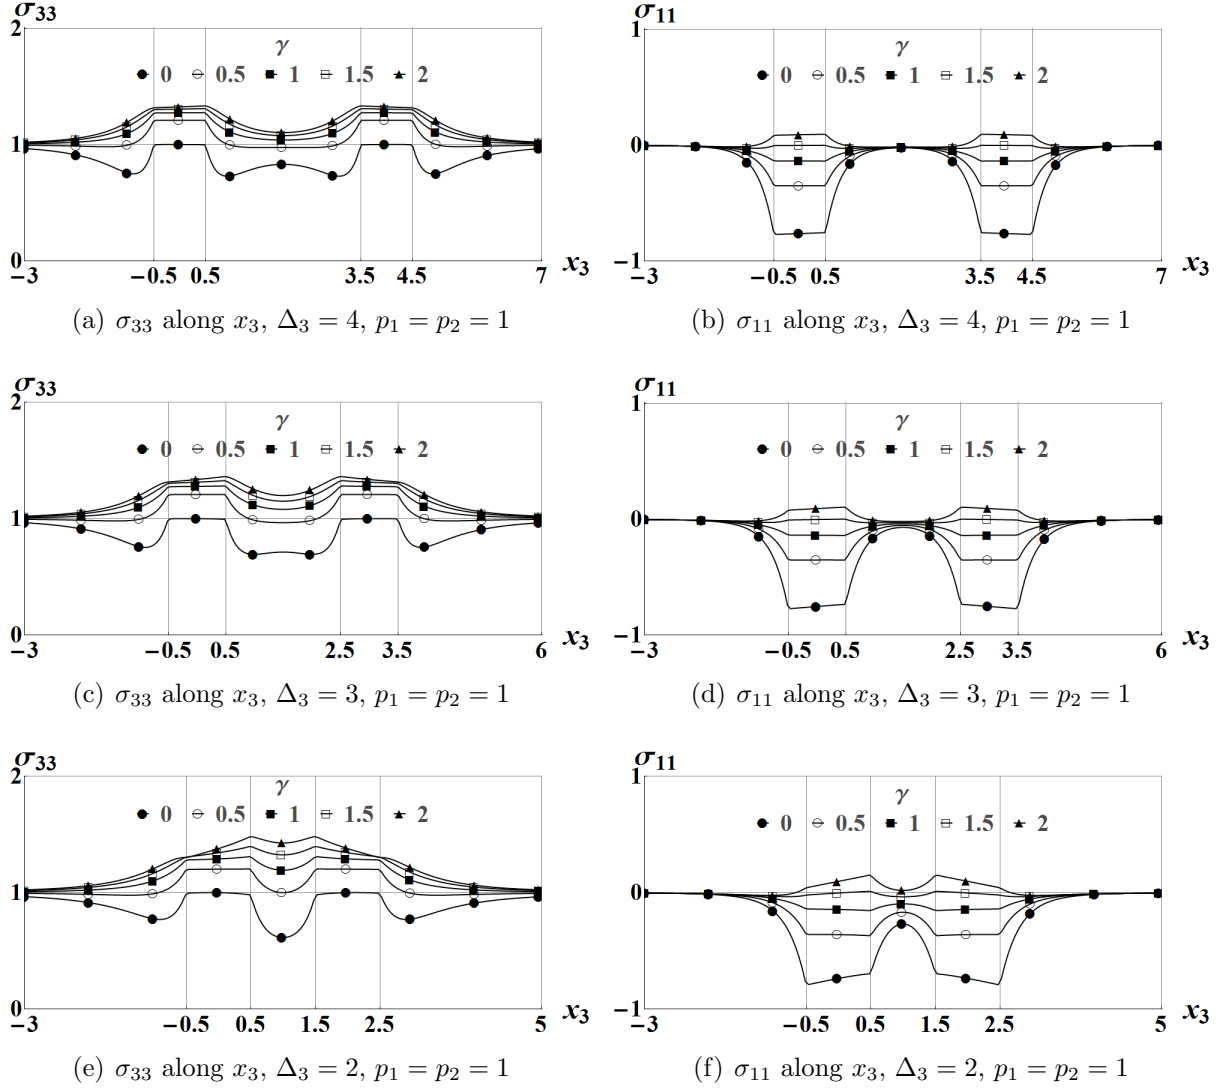 σ33
σ11
2
γ
0 0.5 1 1.5 2
1
0
−3 −0.5 0.5 3.5 4.5 7 x3
1
γ
0 0.5 1 1.5 2
0
−1
−3 −0.5 0.5 3.5 4.5 7 x3
(a) σ33 along x3, Δ3 = 4, p1 = p2 = 1
(b) σ11 along x3, Δ3 = 4, p1 = p2 = 1
σ33
σ11
2
γ
0 0.5 1 1.5 2
1
0
−3 −0.5 0.5 2.5 3.5 6 x3
1
γ
0 0.5 1 1.5 2
0
−1
−3 −0.5 0.5 2.5 3.5 6 x3
(c) σ33 along x3, Δ3 = 3, p1 = p2 = 1
(d) σ11 along x3, Δ3 = 3, p1 = p2 = 1
σ33
σ11
2
γ
0 0.5 1 1.5 2
1
0
−3 −0.5 0.5 1.5 2.5 5 x3
1
γ
0 0.5 1 1.5 2
0
−1
−3 −0.5 0.5 1.5 2.5 5 x3
(e) σ33 along x3, Δ3 = 2, p1 = p2 = 1
(f) σ11 along x3, Δ3 = 2, p1 = p2 = 1